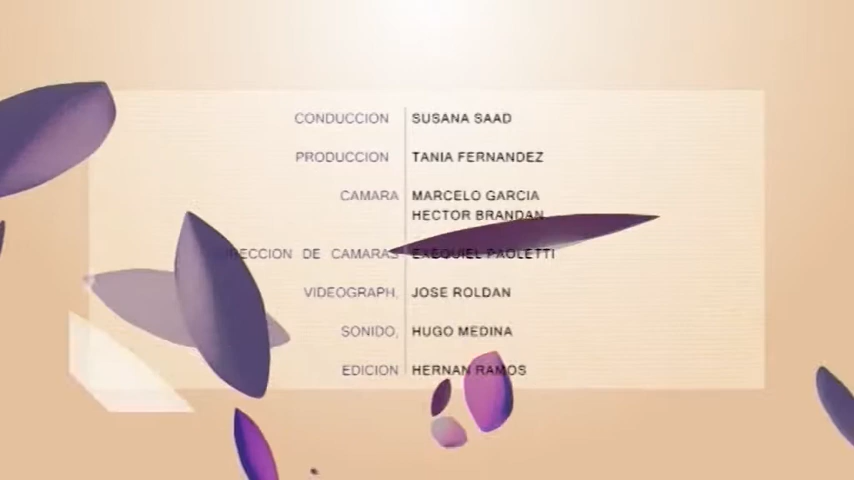 CONDUCCION SUSANA SAAD
PRODUCCION TANIA FERNANDEZ
CAMARA MARCELO GARCIA
HECTOR BRANDAN
DE CAMARAS EXEQUIEL PAOLETTI
VIDEOGRAPH. JOSE ROLDAN
SONIDO, HUGO MEDINA
EDICION HERNAN RAMOS